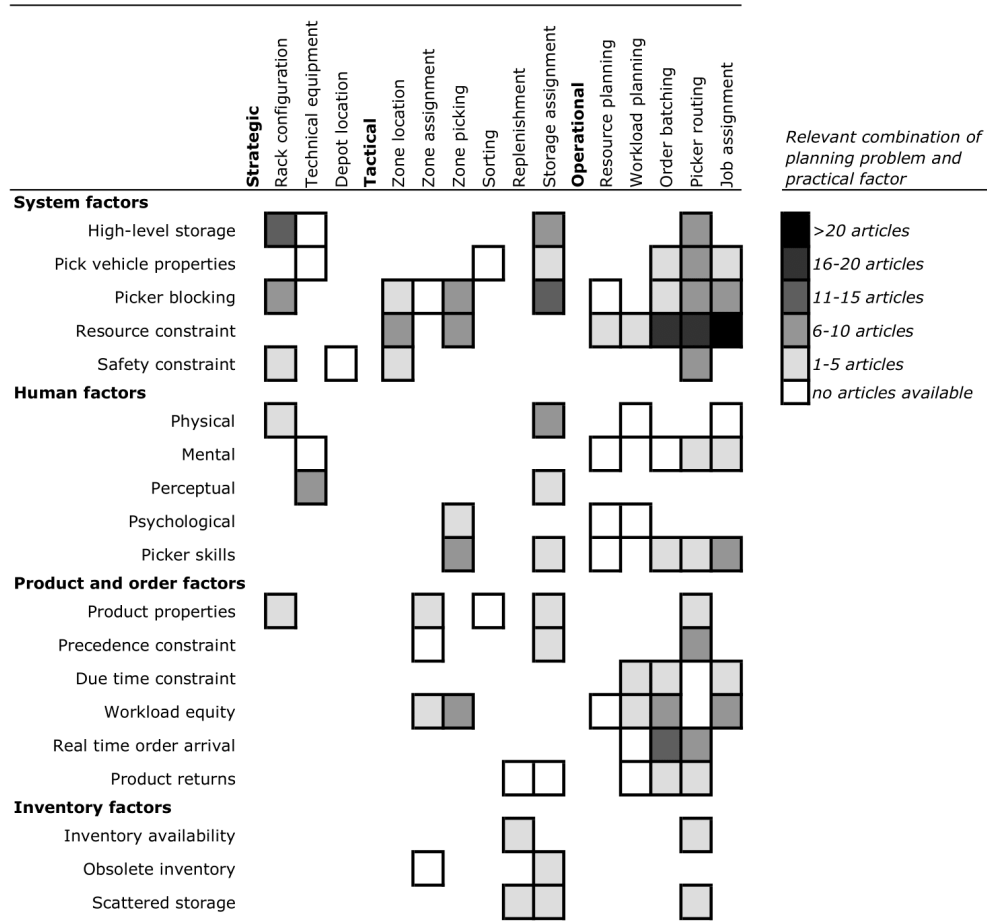 Strategic
Rack configuration
Technical equipment
Depot location
Tactical
Zone location
Zone assignment
Zone picking
Sorting
Replenishment
Storage assignment
Operational
Resource planning
Workload planning
Order batching
Picker routing
Job assignment
Relevant combination of
planning problem and
practical factor
>20 articles
16-20 articles
11-15 articles
6-10 articles
1-5 articles
no articles available
System factors
High-level storage
Pick vehicle properties
Picker blocking
Resource constraint
Safety constraint
Human factors
Physical
Mental
Perceptual
Psychological
Picker skills
Product and order factors
Product properties
Precedence constraint
Due time constraint
Workload equity
Real time order arrival
Product returns
Inventory factors
Inventory availability
Obsolete inventory
Scattered storage